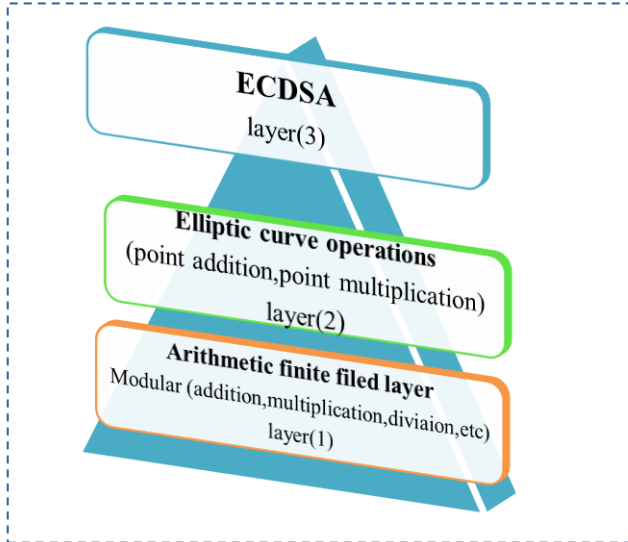 ECDSA
layer(3)
Elliptic curve operations
(point addition,point multiplication)
layer(2)
Arithmetic finite filed layer
Modular (addition,multiplication,diviaion,etc)
layer(1)